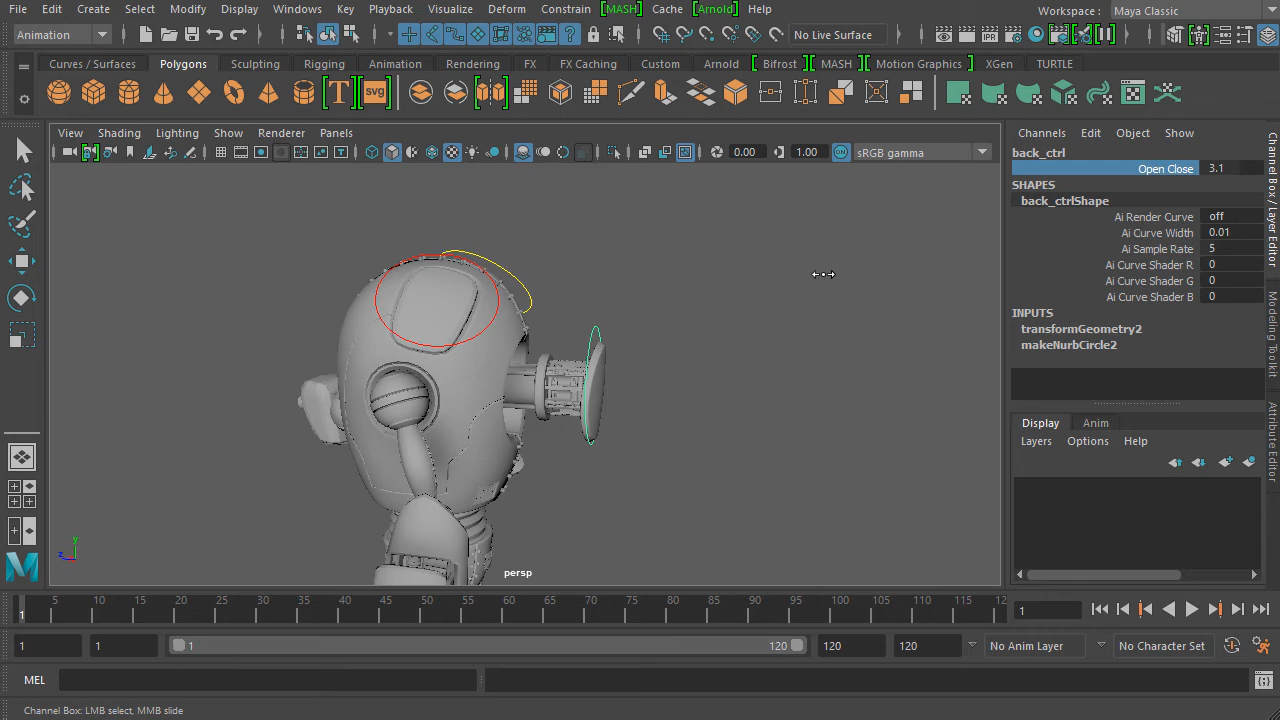 File Edit Create Select Modify Display Windows Key Playback Visualize Deform Constrain [MASH] Cache [Arnold] Help
Workspace : Maya Classic
Animation No Live Surface
Curves / Surfaces Polygons Sculpting Rigging Animation Rendering FX FX Caching Custom Arnold Bifrost MASH Motion Graphics XGen TURTLE
T svg
View Shading Lighting Show Renderer Panels
0.00 1.00 ON sRGB gamma
Channels Edit Object Show
back_ctrl
Open Close 3.1
SHAPES
back_ctrlShape
Ai Render Curve off
Ai Curve Width 0.01
Ai Sample Rate 5
Ai Curve Shader R 0
Ai Curve Shader G 0
Ai Curve Shader B 0
INPUTS
transformGeometry2
makeNurbCircle2
Display Anim
Layers Options Help
Channel Box / Layer Editor
Modeling Toolkit
Attribute Editor
y
z
persp
5 10 15 20 25 30 35 40 45 50 55 60 65 70 75 80 85 90 95 100 105 110 115 12
1 1
1 1 1 120 120 120 No Anim Layer No Character Set
MEL
Channel Box: LMB select, MMB slide